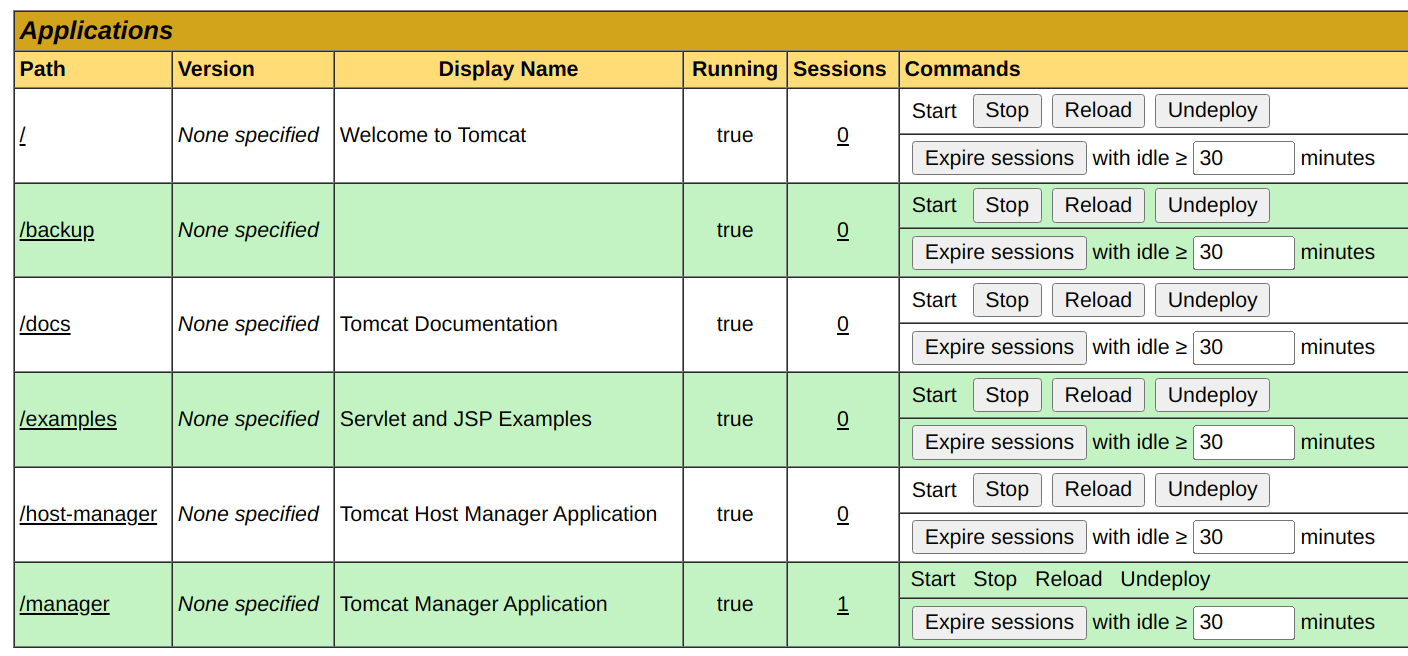 Applications
Path Version Display Name Running Sessions Commands
/ None specified Welcome to Tomcat true 0 Start Stop Reload Undeploy
Expire sessions with idle ≥ 30 minutes
/backup None specified true 0 Start Stop Reload Undeploy
Expire sessions with idle ≥ 30 minutes
/docs None specified Tomcat Documentation true 0 Start Stop Reload Undeploy
Expire sessions with idle ≥ 30 minutes
/examples None specified Servlet and JSP Examples true 0 Start Stop Reload Undeploy
Expire sessions with idle ≥ 30 minutes
/host-manager None specified Tomcat Host Manager Application true 0 Start Stop Reload Undeploy
Expire sessions with idle ≥ 30 minutes
/manager None specified Tomcat Manager Application true 1 Start Stop Reload Undeploy
Expire sessions with idle ≥ 30 minutes